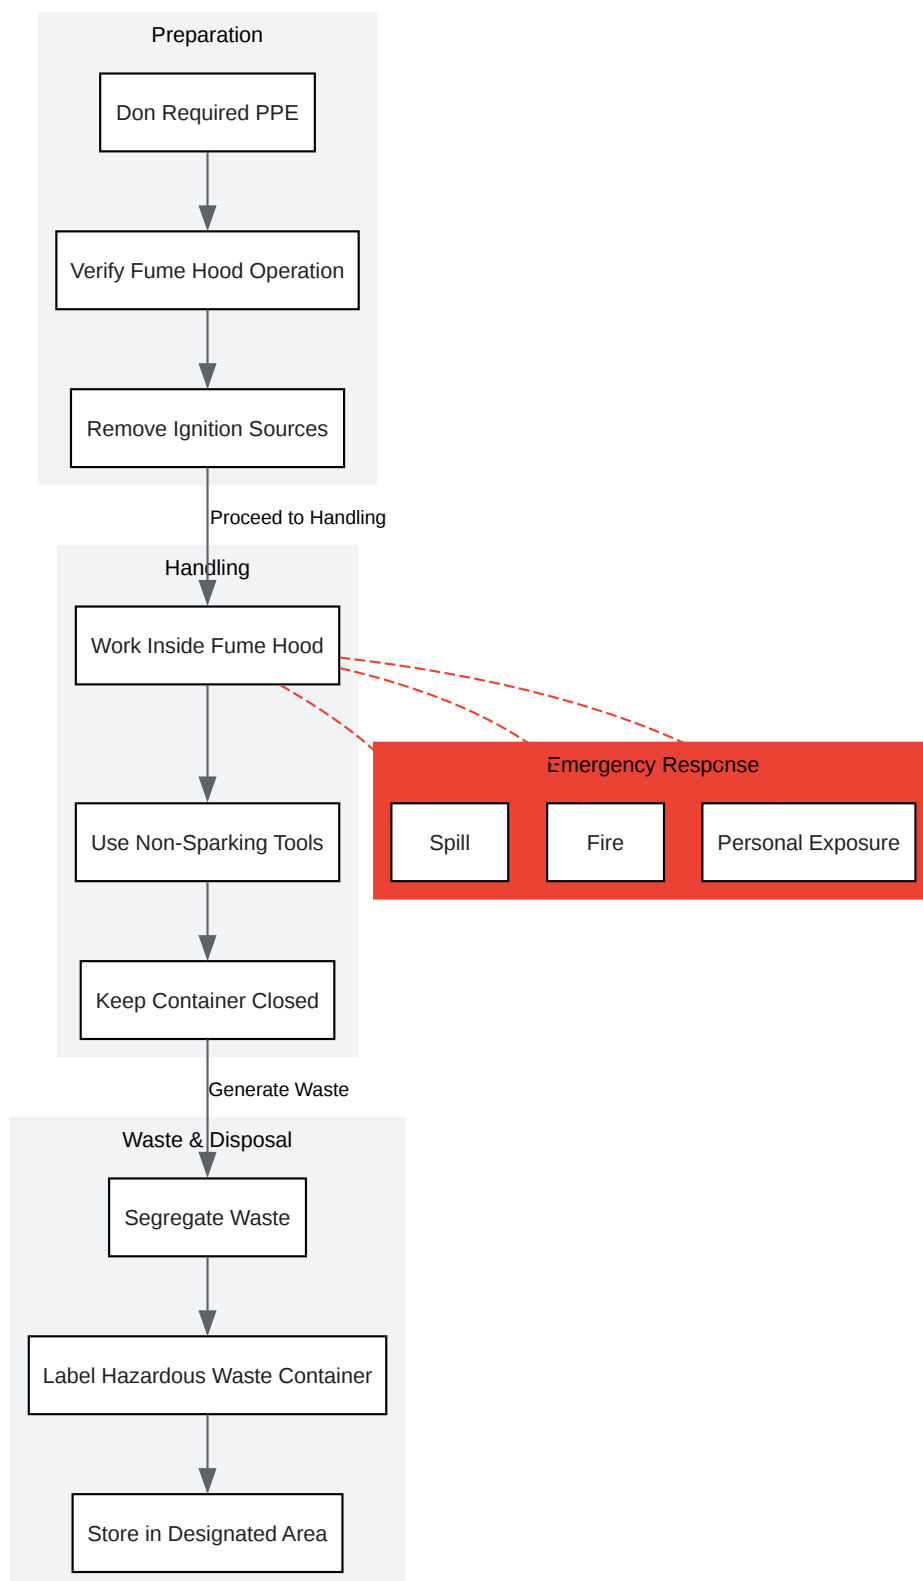 Preparation
Don Required PPE
Verify Fume Hood Operation
Remove Ignition Sources
Proceed to Handling
Handling
Work Inside Fume Hood
Emergency Response
Use Non-Sparking Tools
Spill
Fire
Personal Exposure
Keep Container Closed
Generate Waste
Waste & Disposal
Segregate Waste
Label Hazardous Waste Container
Store in Designated Area